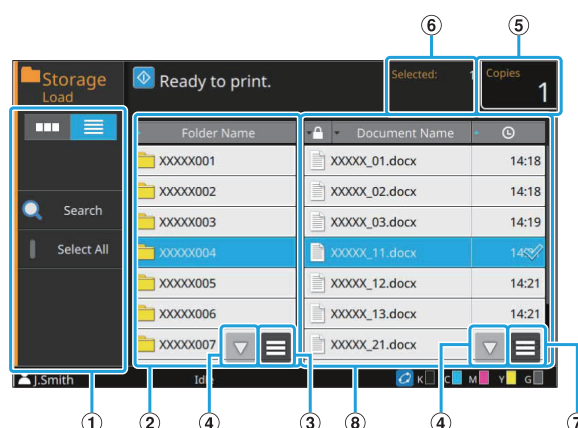 ⑥ ⑤
Storage
Load
Ready to print.
Selected: 1
Copies
1
Folder Name
Document Name
XXXXX001
XXXXX_01.docx 14:18
XXXXX002
XXXXX_02.docx 14:18
Search
XXXXX003
XXXXX_03.docx 14:19
Select All
XXXXX004
XXXXX_11.docx
XXXXX005
XXXXX_12.docx 14:21
XXXXX006
XXXXX_13.docx 14:21
XXXXX007
XXXXX_21.docx
J.Smith
Idle
K C M Y G
① ② ④ ③ ⑧ ④ ⑦